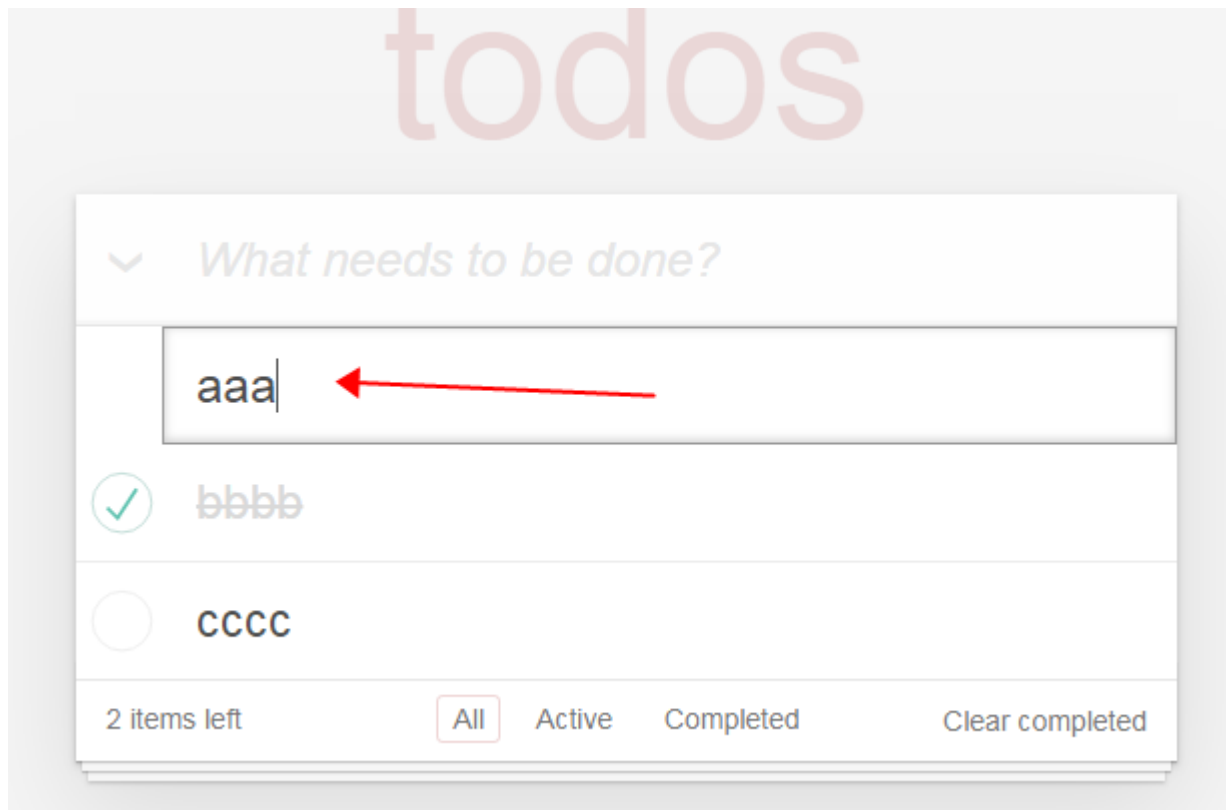 todos
What needs to be done?
aaa
bbbb
cccc
2 items left All Active Completed Clear completed